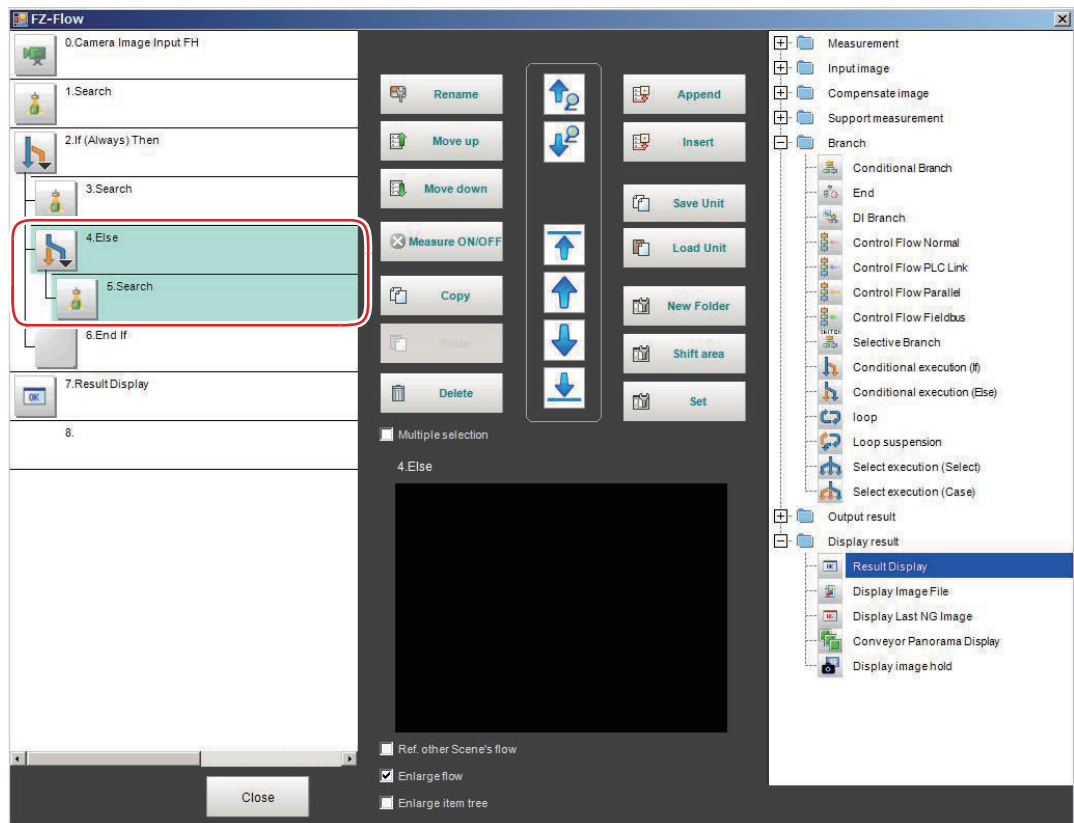 FZ-Flow
0.Camera Image Input FH
1.Search
2.If (Always) Then
3.Search
4.Else
5.Search
6.End If
7.Result Display
OK
8.
Close
Rename
Move up
Move down
Measure ON/OFF
Copy
Paste
Delete
Append
Insert
Save Unit
Load Unit
New Folder
Shift area
Set
Multiple selection
4.Else
Ref. other Scene's flow
Enlarge flow
Enlarge item tree
Measurement
Input image
Compensate image
Support measurement
Branch
Conditional Branch
End
DI Branch
Control Flow Normal
Control Flow PLC Link
Control Flow Parallel
Control Flow Fieldbus
Selective Branch
Conditional execution (If)
Conditional execution (Else)
loop
Loop suspension
Select execution (Select)
Select execution (Case)
Output result
Display result
OK
Result Display
Display Image File
NG
Display Last NG Image
Conveyor Panorama Display
Display image hold